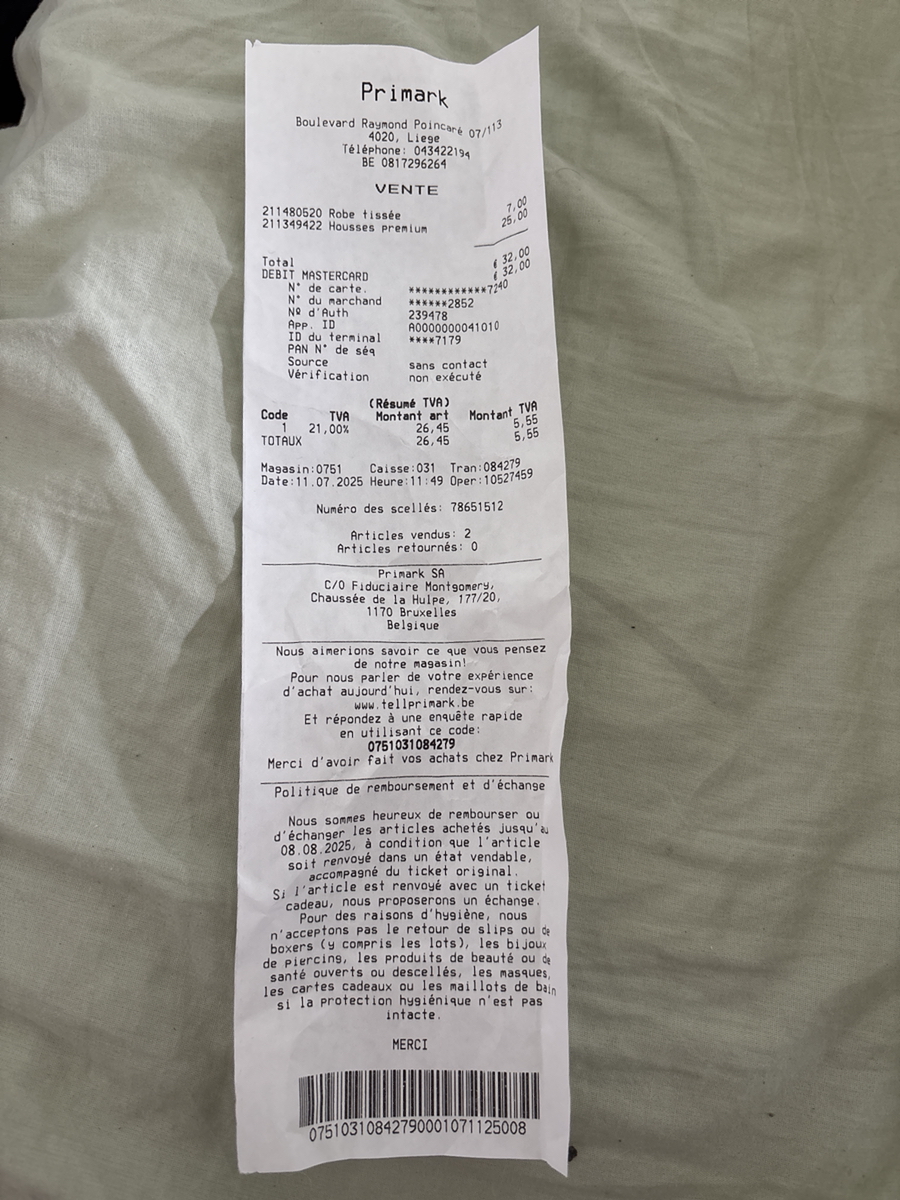 Primark
Boulevard Raymond Poincaré 07/113
4020, Liege
Téléphone: 043422194
BE 0817296264
VENTE
211480520 Robe tissée 7,00
211349422 Housses premium 25,00
Total € 32,00
DEBIT MASTERCARD € 32,00
N° de carte. ************7240
N° du marchand ******2852
Nº d'Auth 239478
App. ID A0000000041010
ID du terminal ****7179
PAN N° de séq
Source sans contact
Vérification non exécuté
(Résumé TVA)
Code TVA Montant art Montant TVA
1 21,00% 26,45 5,55
TOTAUX 26,45 5,55
Magasin:0751 Caisse:031 Tran:084279
Date:11.07.2025 Heure:11:49 Oper:10527459
Numéro des scellés: 78651512
Articles vendus: 2
Articles retournés: 0
Primark SA
C/O Fiduciaire Montgomery,
Chaussée de la Hulpe, 177/20,
1170 Bruxelles
Belgique
Nous aimerions savoir ce que vous pensez
de notre magasin!
Pour nous parler de votre expérience
d'achat aujourd'hui, rendez-vous sur:
www.tellprimark.be
Et répondez à une enquête rapide
en utilisant ce code:
0751031084279
Merci d'avoir fait vos achats chez Primark
Politique de remboursement et d'échange
Nous sommes heureux de rembourser ou
d'échanger les articles achetés jusqu'au
08.08.2025, à condition que l'article
soit renvoyé dans un état vendable,
accompagné du ticket original.
Si l'article est renvoyé avec un ticket
cadeau, nous proposerons un échange.
Pour des raisons d'hygiène, nous
n'acceptons pas le retour de slips ou de
boxers (y compris les lots), les bijoux
de piercing, les produits de beauté ou de
santé ouverts ou descellés, les masques,
les cartes cadeaux ou les maillots de bain
si la protection hygiénique n'est pas
intacte.
MERCI
07510310842790001071125008